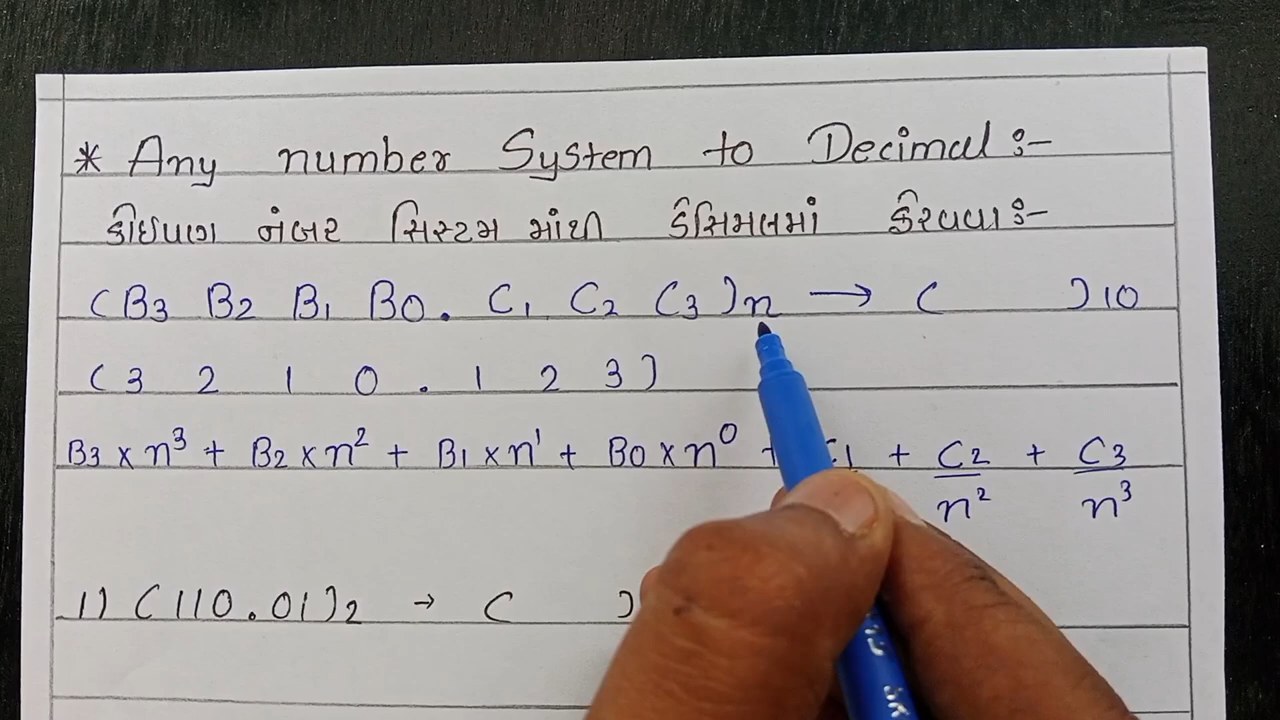 * Any number System to Decimal :-
કોઇપણ નંબર સિસ્ટમ માંથી ડેસિમલમાં ફેરવવા :-
(B3 B2 B1 B0 . C1 C2 C3)n → ( )10
(3 2 1 0 . 1 2 3)
B3 × n³ + B2 × n² + B1 × n¹ + B0 × n⁰ + C1 + C2/n² + C3/n³
1) (110.01)2 → ( )